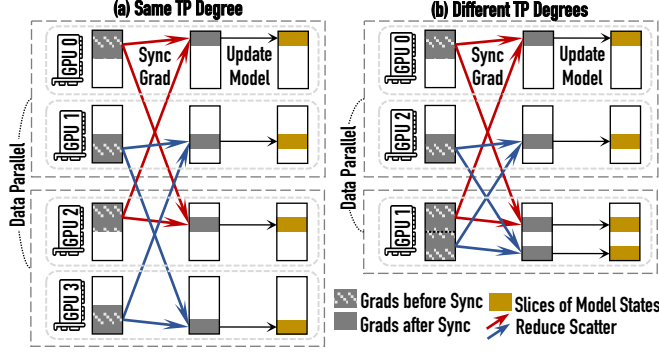 (a) Same TP Degree
GPU 0
Sync
Grad
Update
Model
GPU 1
Data Parallel
GPU 2
GPU 3
(b) Different TP Degrees
GPU 0
Sync
Grad
Update
Model
GPU 2
Data Parallel
GPU 1
Grads before Sync
Slices of Model States
Grads after Sync
Reduce Scatter